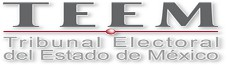 TEEM
Tribunal Electoral
del Estado de México